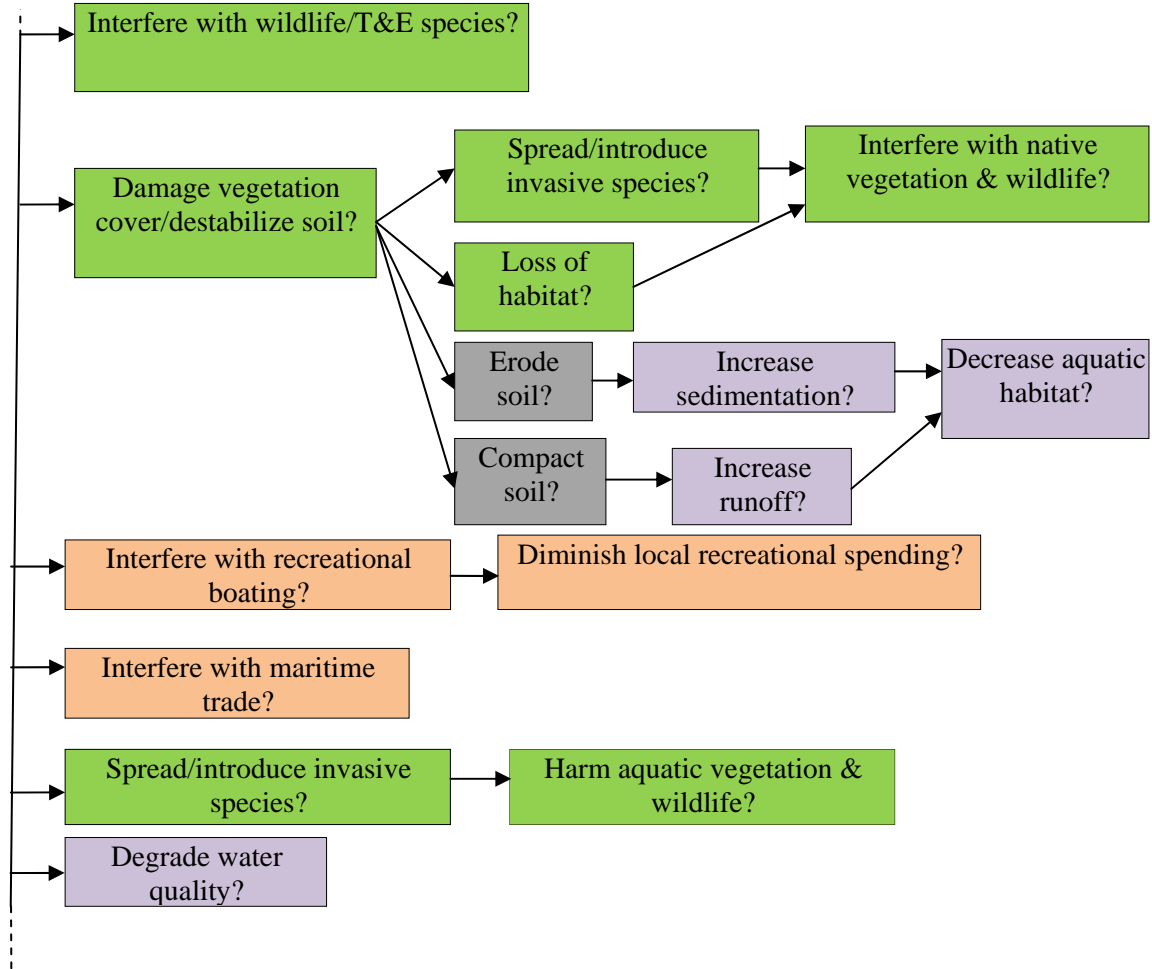 Interfere with wildlife/T&E species?
Damage vegetation
cover/destabilize soil?
Spread/introduce
invasive species?
Interfere with native
vegetation & wildlife?
Loss of
habitat?
Erode
soil?
Increase
sedimentation?
Decrease aquatic
habitat?
Compact
soil?
Increase
runoff?
Interfere with recreational
boating?
Diminish local recreational spending?
Interfere with maritime
trade?
Spread/introduce invasive
species?
Harm aquatic vegetation &
wildlife?
Degrade water
quality?